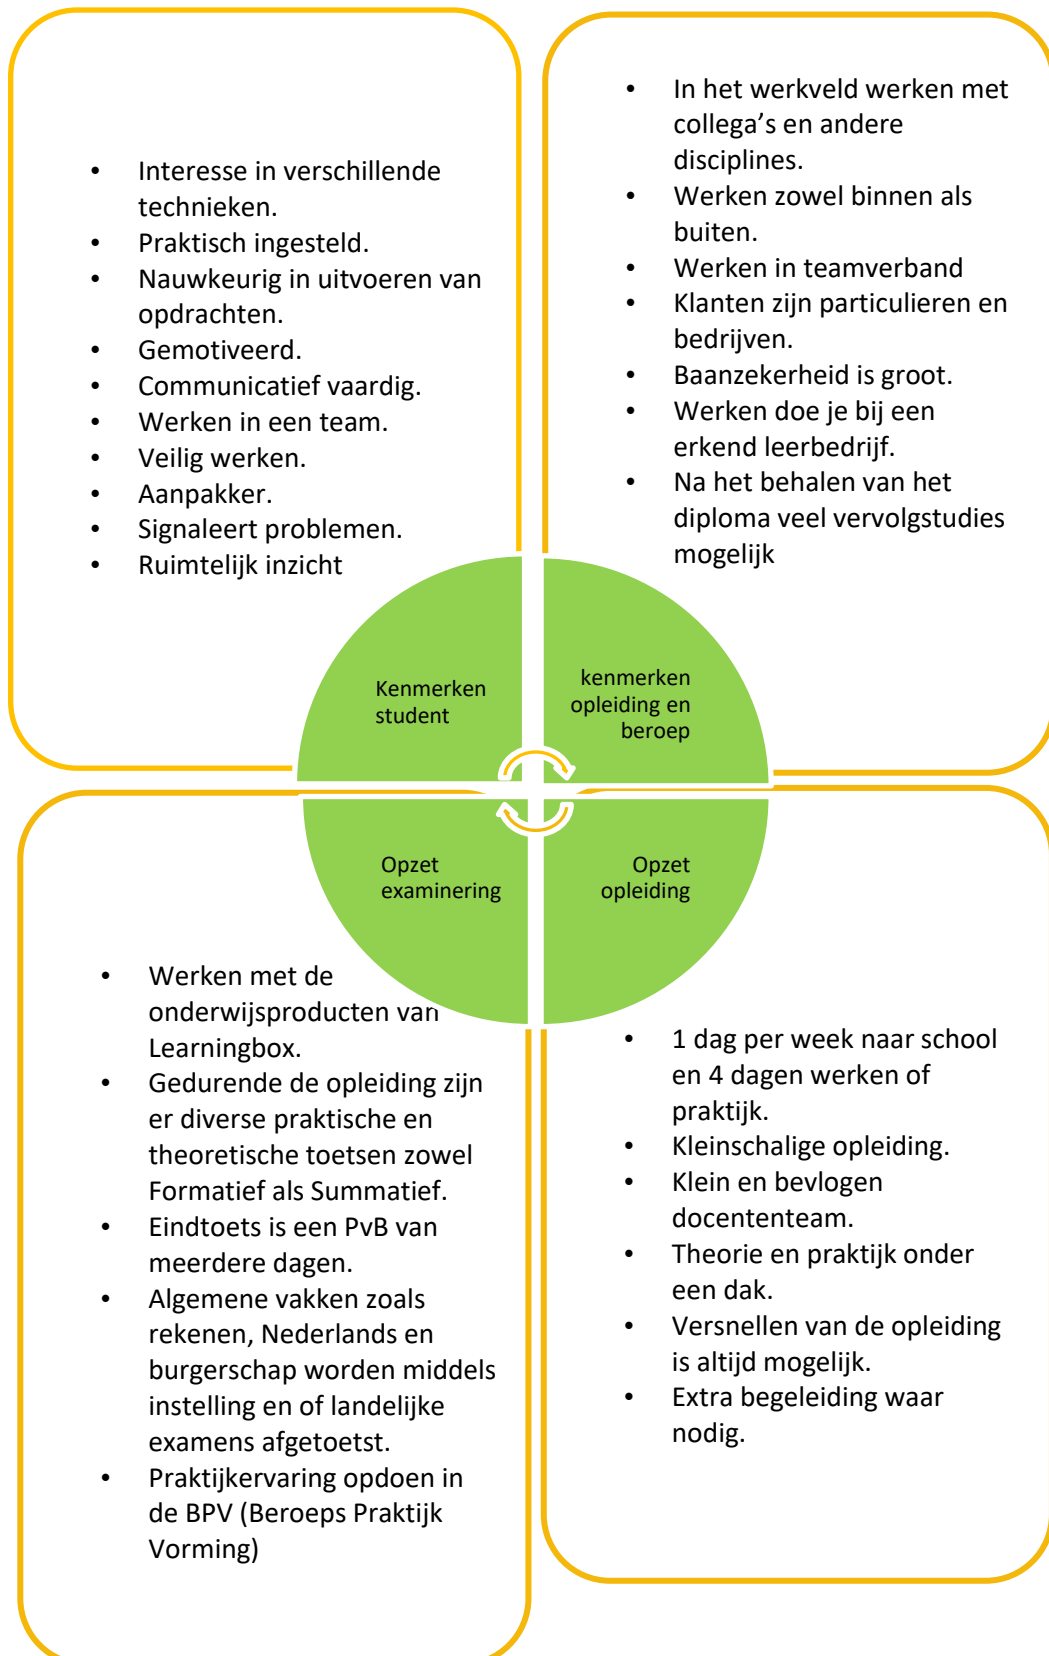 • Interesse in verschillende
technieken.
• Praktisch ingesteld.
• Nauwkeurig in uitvoeren van
opdrachten.
• Gemotiveerd.
• Communicatief vaardig.
• Werken in een team.
• Veilig werken.
• Aanpakker.
• Signaleert problemen.
• Ruimtelijk inzicht
• In het werkveld werken met
collega’s en andere
disciplines.
• Werken zowel binnen als
buiten.
• Werken in teamverband
• Klanten zijn particulieren en
bedrijven.
• Baanzekerheid is groot.
• Werken doe je bij een
erkend leerbedrijf.
• Na het behalen van het
diploma veel vervolgstudies
mogelijk
Kenmerken
student
kenmerken
opleiding en
beroep
Opzet
examinering
Opzet
opleiding
• Werken met de
onderwijsproducten van
Learningbox.
• Gedurende de opleiding zijn
er diverse praktische en
theoretische toetsen zowel
Formatief als Summatief.
• Eindtoets is een PvB van
meerdere dagen.
• Algemene vakken zoals
rekenen, Nederlands en
burgerschap worden middels
instelling en of landelijke
examens afgetoetst.
• Praktijkervaring opdoen in
de BPV (Beroeps Praktijk
Vorming)
• 1 dag per week naar school
en 4 dagen werken of
praktijk.
• Kleinschalige opleiding.
• Klein en bevlogen
docententeam.
• Theorie en praktijk onder
een dak.
• Versnellen van de opleiding
is altijd mogelijk.
• Extra begeleiding waar
nodig.